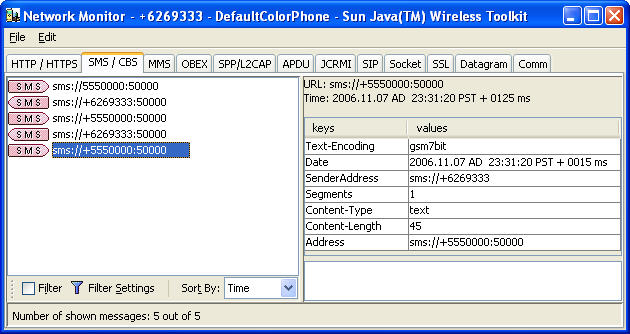 Network Monitor - +6269333 - DefaultColorPhone - Sun Java(TM) Wireless Toolkit
File Edit
HTTP / HTTPS SMS / CBS MMS OBEX SPP/L2CAP APDU JCRMI SIP Socket SSL Datagram Comm
SMS sms://5550000:50000
SMS sms://+6269333:50000
SMS sms://+5550000:50000
SMS sms://+6269333:50000
SMS sms://+5550000:50000
Filter Filter Settings Sort By: Time
URL: sms://+5550000:50000
Time: 2006.11.07 AD 23:31:20 PST + 0125 ms
keys values
Text-Encoding gsm7bit
Date 2006.11.07 AD 23:31:20 PST + 0015 ms
SenderAddress sms://+6269333
Segments 1
Content-Type text
Content-Length 45
Address sms://+5550000:50000
Number of shown messages: 5 out of 5